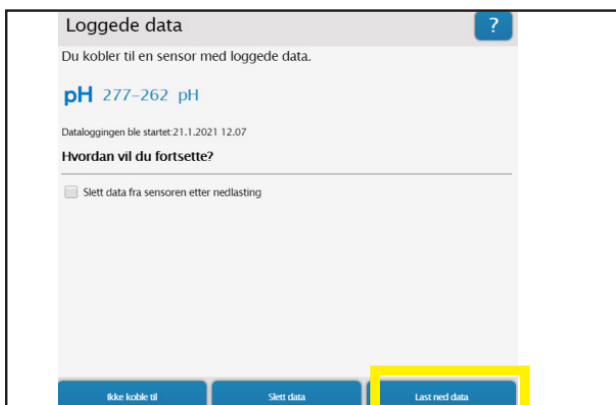 Loggede data
?
Du kobler til en sensor med loggede data.
pH 277-262 pH
Dataloggingen ble startet:21.1.2021 12.07
Hvordan vil du fortsette?
Slett data fra sensoren etter nedlasting
Ikke koble til Slett data Last ned data